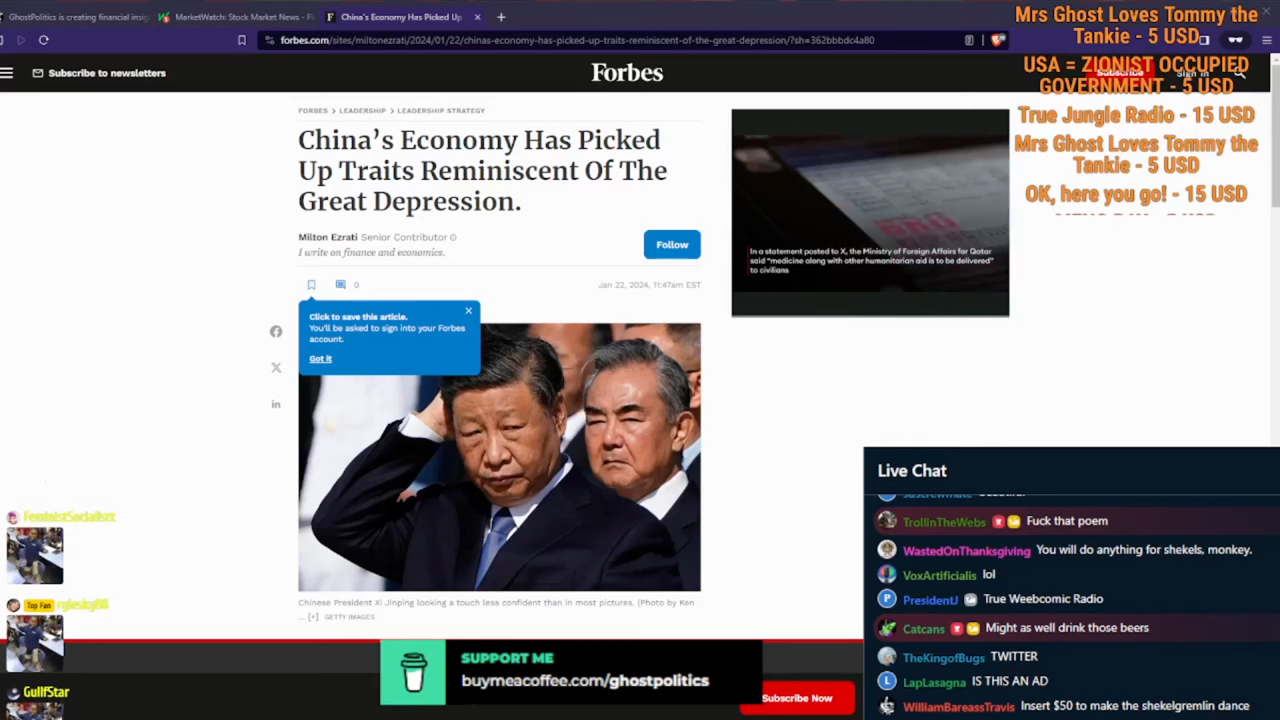 GhostPolitics is creating financial insig
MarketWatch: Stock Market News - Fi
China's Economy Has Picked Up
forbes.com/sites/miltonezrati/2024/01/22/chinas-economy-has-picked-up-traits-reminiscent-of-the-great-depression/?sh=362bbbdc4a80
Mrs Ghost Loves Tommy the
Tankie - 5 USD
USA = ZIONIST OCCUPIED
GOVERNMENT - 5 USD
True Jungle Radio - 15 USD
Mrs Ghost Loves Tommy the
Tankie - 5 USD
OK, here you go! - 15 USD
Subscribe to newsletters
Forbes
Subscribe
Sign In
FORBES > LEADERSHIP > LEADERSHIP STRATEGY
China's Economy Has Picked
Up Traits Reminiscent Of The
Great Depression.
Milton Ezrati Senior Contributor
I write on finance and economics.
Follow
0
Jan 22, 2024, 11:47am EST
Click to save this article.
You'll be asked to sign into your Forbes
account.
Got it
In a statement posted to X, the Ministry of Foreign Affairs for Qatar
said "medicine along with other humanitarian aid is to be delivered"
to civilians
Chinese President Xi Jinping looking a touch less confident than in most pictures. (Photo by Ken
... [+] GETTY IMAGES
FeministSocialist
Top Fan
GullfStar
SUPPORT ME
buymeacoffee.com/ghostpolitics
Subscribe Now
Live Chat
TrollInTheWebs Fuck that poem
WastedOnThanksgiving You will do anything for shekels, monkey.
VoxArtificialis lol
PresidentU True Weebcomic Radio
Catcans Might as well drink those beers
TheKingofBugs TWITTER
LapLasagna IS THIS AN AD
WilliamBareassTravis Insert $50 to make the shekelgremlin dance